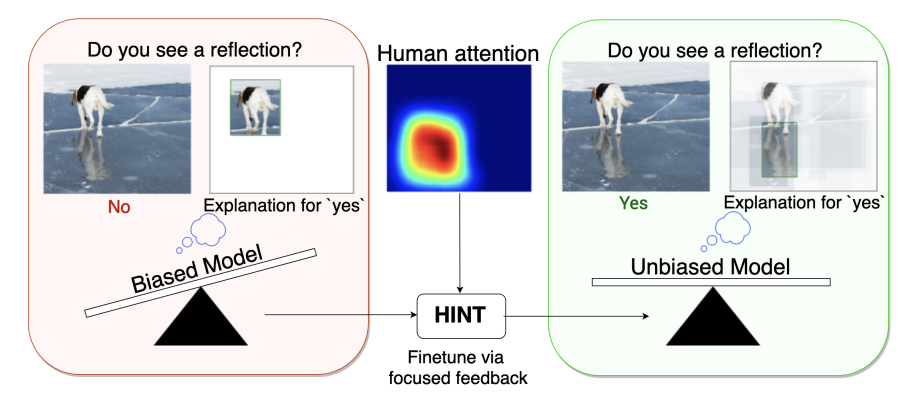 Do you see a reflection?
No
Explanation for `yes`
Biased Model
Human attention
HINT
Finetune via
focused feedback
Do you see a reflection?
Yes
Explanation for `yes`
Unbiased Model